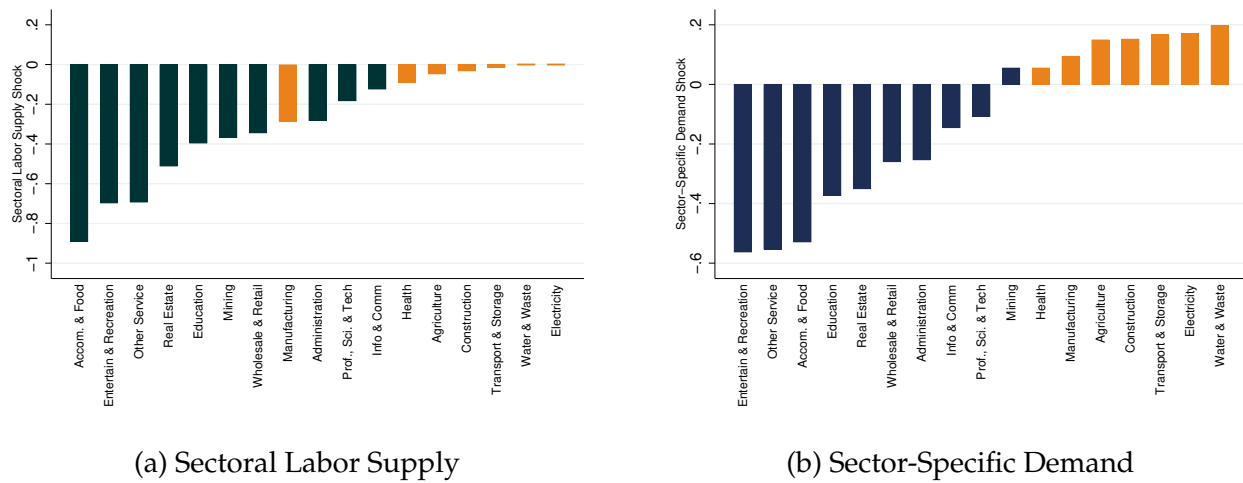 Sectoral Labor Supply Shock
.2
0
-.2
-.4
-.6
-.8
-1
Accom. & Food
Entertain & Recreation
Other Service
Real Estate
Education
Mining
Wholesale & Retail
Manufacturing
Administration
Prof., Sci. & Tech
Info & Comm
Health
Agriculture
Construction
Transport & Storage
Water & Waste
Electricity
(a) Sectoral Labor Supply
Sector-Specific Demand Shock
.2
0
-.2
-.4
-.6
Entertain & Recreation
Other Service
Accom. & Food
Education
Real Estate
Wholesale & Retail
Administration
Info & Comm
Prof., Sci. & Tech
Mining
Health
Manufacturing
Agriculture
Construction
Transport & Storage
Electricity
Water & Waste
(b) Sector-Specific Demand